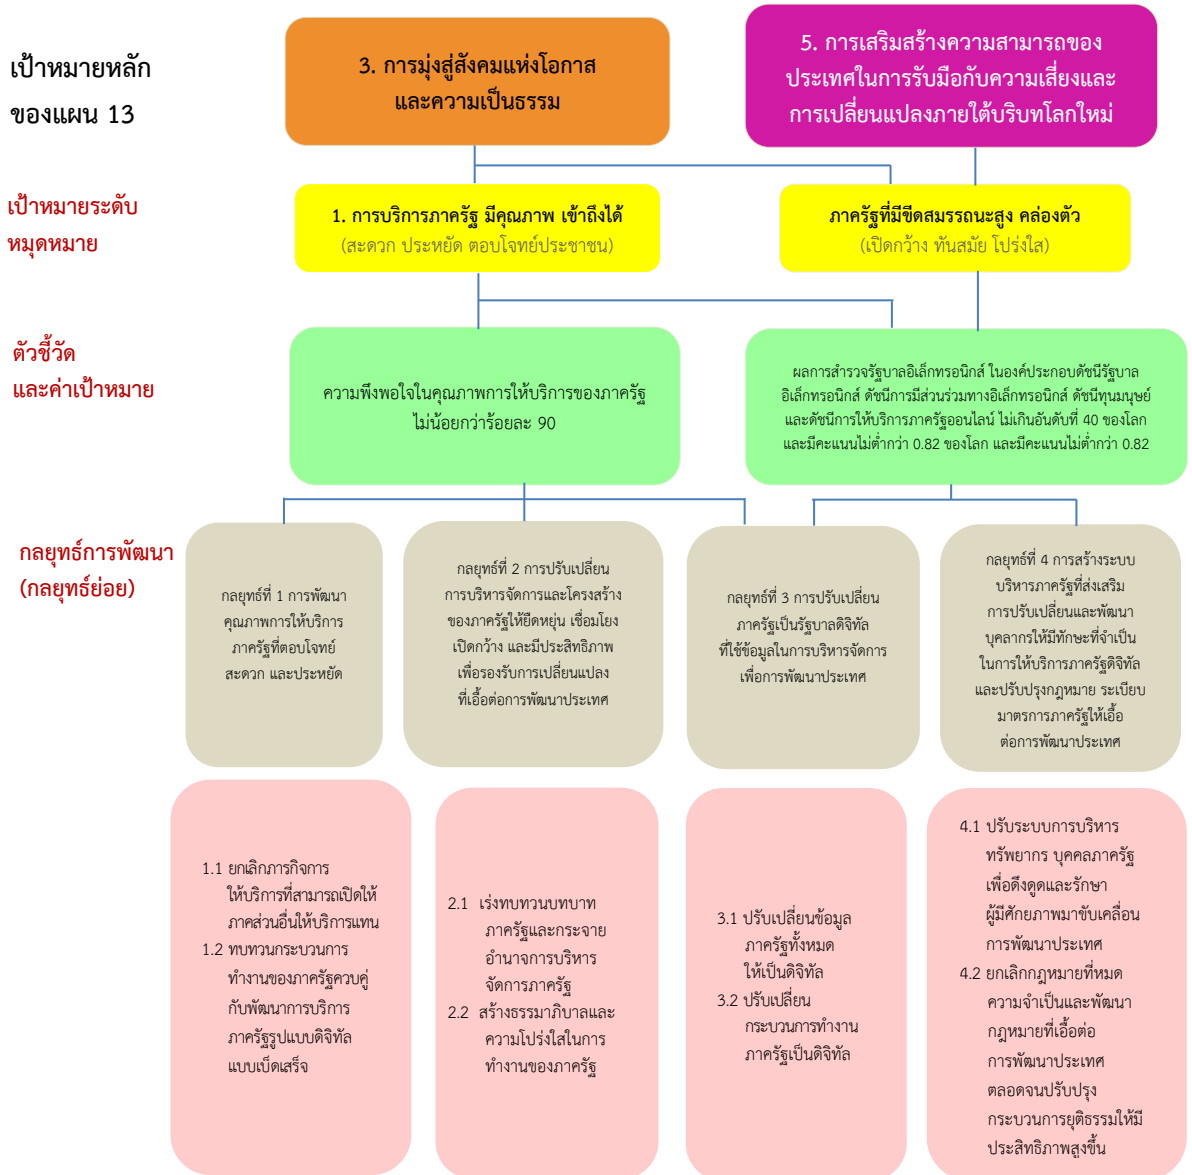 เป้าหมายหลัก
ของแผน 13
3. การมุ่งสู่สังคมแห่งโอกาส
และความเป็นธรรม
5. การเสริมสร้างความสามารถของ
ประเทศในการรับมือกับความเสี่ยงและ
การเปลี่ยนแปลงภายใต้บริบทโลกใหม่
เป้าหมายระดับ
หมุดหมาย
1. การบริการภาครัฐ มีคุณภาพ เข้าถึงได้
(สะดวก ประหยัด ตอบโจทย์ประชาชน)
ภาครัฐที่มีขีดสมรรถนะสูง คล่องตัว
(เปิดกว้าง ทันสมัย โปร่งใส)
ตัวชี้วัด
และค่าเป้าหมาย
ความพึงพอใจในคุณภาพการให้บริการของภาครัฐ
ไม่น้อยกว่าร้อยละ 90
ผลการสำรวจรัฐบาลอิเล็กทรอนิกส์ ในองค์ประกอบดัชนีรัฐบาล
อิเล็กทรอนิกส์ ดัชนีการมีส่วนร่วมทางอิเล็กทรอนิกส์ ดัชนีทุนมนุษย์
และดัชนีการให้บริการภาครัฐออนไลน์ ไม่เกินอันดับที่ 40 ของโลก
และมีคะแนนไม่ต่ำกว่า 0.82 ของโลก และมีคะแนนไม่ต่ำกว่า 0.82
กลยุทธ์การพัฒนา
(กลยุทธ์ย่อย)
กลยุทธ์ที่ 1 การพัฒนา
คุณภาพการให้บริการ
ภาครัฐที่ตอบโจทย์
สะดวก และประหยัด
กลยุทธ์ที่ 2 การปรับเปลี่ยน
การบริหารจัดการและโครงสร้าง
ของภาครัฐให้ยืดหยุ่น เชื่อมโยง
เปิดกว้าง และมีประสิทธิภาพ
เพื่อรองรับการเปลี่ยนแปลง
ที่เอื้อต่อการพัฒนาประเทศ
กลยุทธ์ที่ 3 การปรับเปลี่ยน
ภาครัฐเป็นรัฐบาลดิจิทัล
ที่ใช้ข้อมูลในการบริหารจัดการ
เพื่อการพัฒนาประเทศ
กลยุทธ์ที่ 4 การสร้างระบบ
บริหารภาครัฐที่ส่งเสริม
การปรับเปลี่ยนและพัฒนา
บุคลากรให้มีทักษะที่จำเป็น
ในการให้บริการภาครัฐดิจิทัล
และปรับปรุงกฎหมาย ระเบียบ
มาตรการภาครัฐให้เอื้อ
ต่อการพัฒนาประเทศ
1.1 ยกเลิกภารกิจการ
ให้บริการที่สามารถเปิดให้
ภาคส่วนอื่นให้บริการแทน
1.2 ทบทวนกระบวนการ
ทำงานของภาครัฐควบคู่
กับพัฒนาการบริการ
ภาครัฐรูปแบบดิจิทัล
แบบเบ็ดเสร็จ
2.1 เร่งทบทวนบทบาท
ภาครัฐและกระจาย
อำนาจการบริหาร
จัดการภาครัฐ
2.2 สร้างธรรมาภิบาลและ
ความโปร่งใสในการ
ทำงานของภาครัฐ
3.1 ปรับเปลี่ยนข้อมูล
ภาครัฐทั้งหมด
ให้เป็นดิจิทัล
3.2 ปรับเปลี่ยน
กระบวนการทำงาน
ภาครัฐเป็นดิจิทัล
4.1 ปรับระบบการบริหาร
ทรัพยากร บุคคลภาครัฐ
เพื่อดึงดูดและรักษา
ผู้มีศักยภาพมาขับเคลื่อน
การพัฒนาประเทศ
4.2 ยกเลิกกฎหมายที่หมด
ความจำเป็นและพัฒนา
กฎหมายที่เอื้อต่อ
การพัฒนาประเทศ
ตลอดจนปรับปรุง
กระบวนการยุติธรรมให้มี
ประสิทธิภาพสูงขึ้น